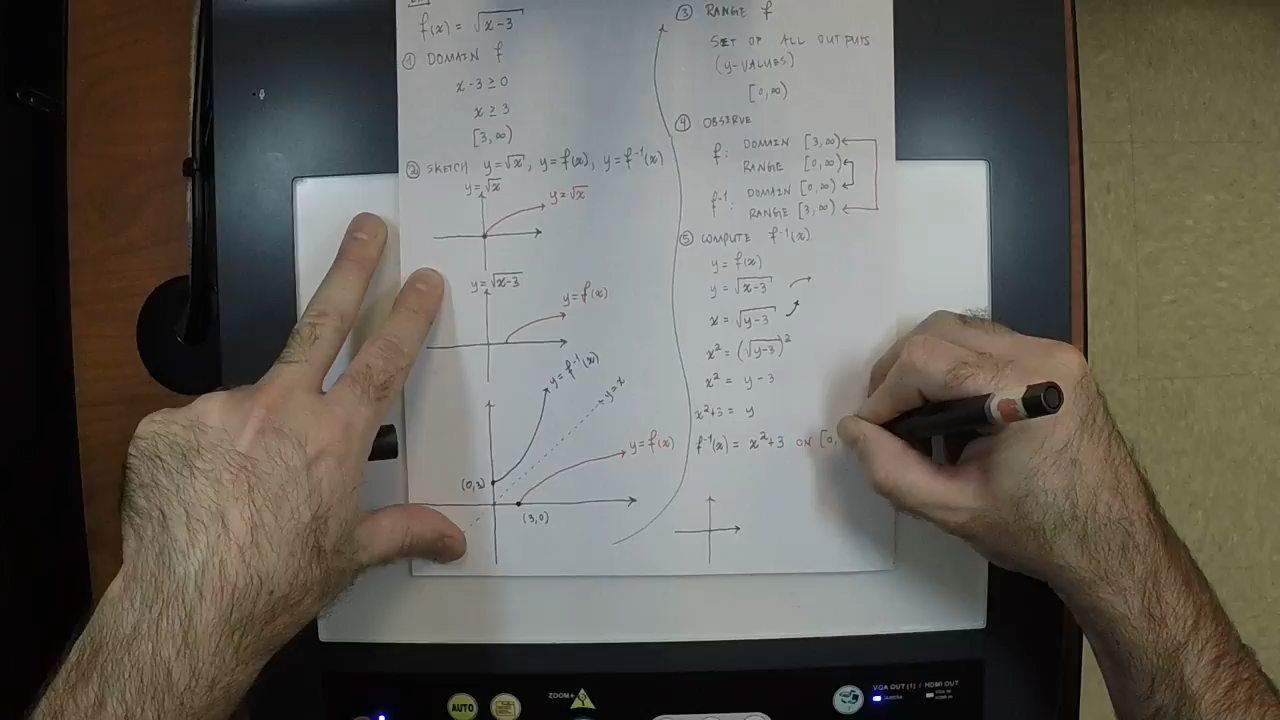 f(x) = √x-3
① DOMAIN f
x-3 ≥ 0
x ≥ 3
[3,∞)
② SKETCH y=√x, y=f(x), y=f⁻¹(x)
y=√x
y=√x
y=√x-3
y=f(x)
y=f⁻¹(x)
y=x
y=f(x)
(0,3)
(3,0)
③ RANGE f
SET OF ALL OUTPUTS
(y-VALUES)
[0,∞)
④ OBSERVE
f: DOMAIN [3,∞)
RANGE [0,∞)
f⁻¹: DOMAIN [0,∞)
RANGE [3,∞)
⑤ COMPUTE f⁻¹(x)
y = f(x)
y = √x-3
x = √y-3
x² = (√y-3)²
x² = y-3
x²+3 = y
f⁻¹(x) = x²+3 ON [0,
AUTO
ZOOM+
VGA OUT (1) / HDMI OUT